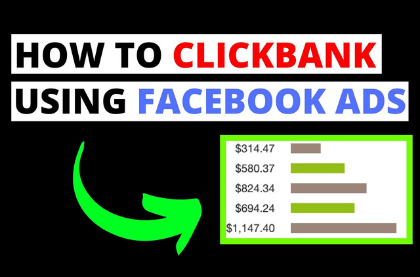 HOW TO CLICKBANK
USING FACEBOOK ADS
$314.47
$580.37
$824.34
$694.24
$1,147.40